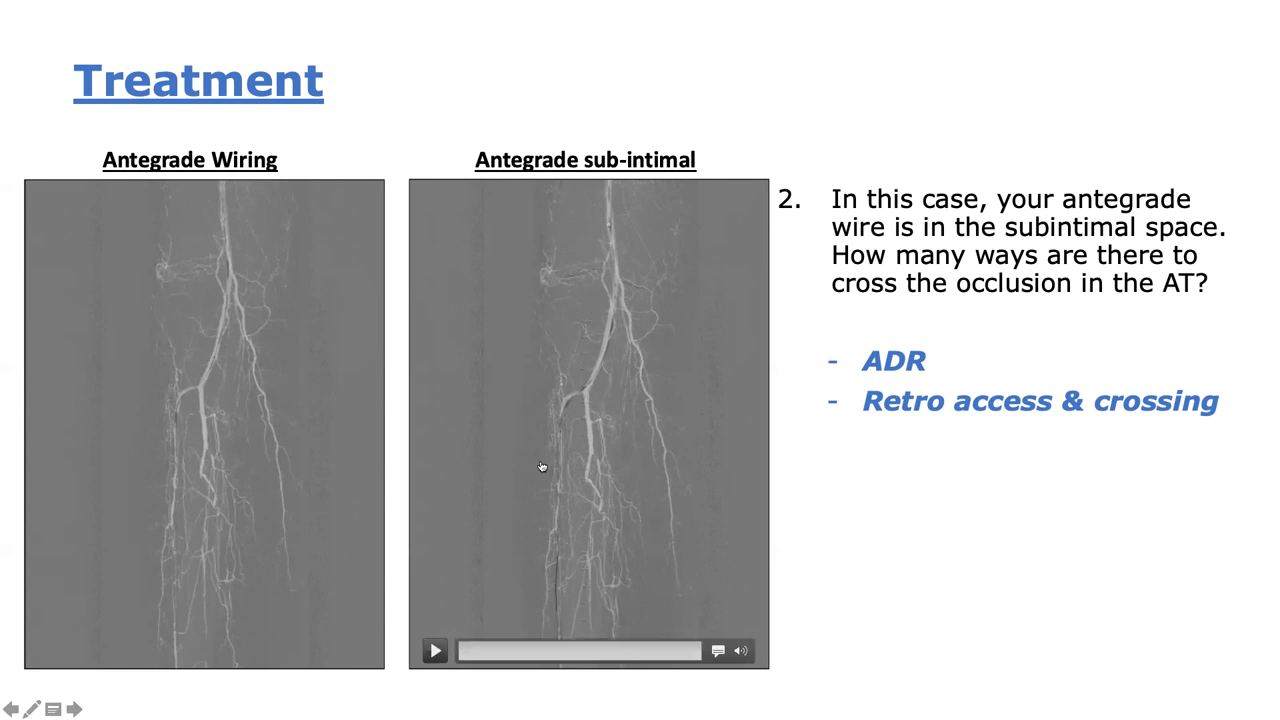 Treatment
Antegrade Wiring
Antegrade sub-intimal
2. In this case, your antegrade
wire is in the subintimal space.
How many ways are there to
cross the occlusion in the AT?
- ADR
- Retro access & crossing